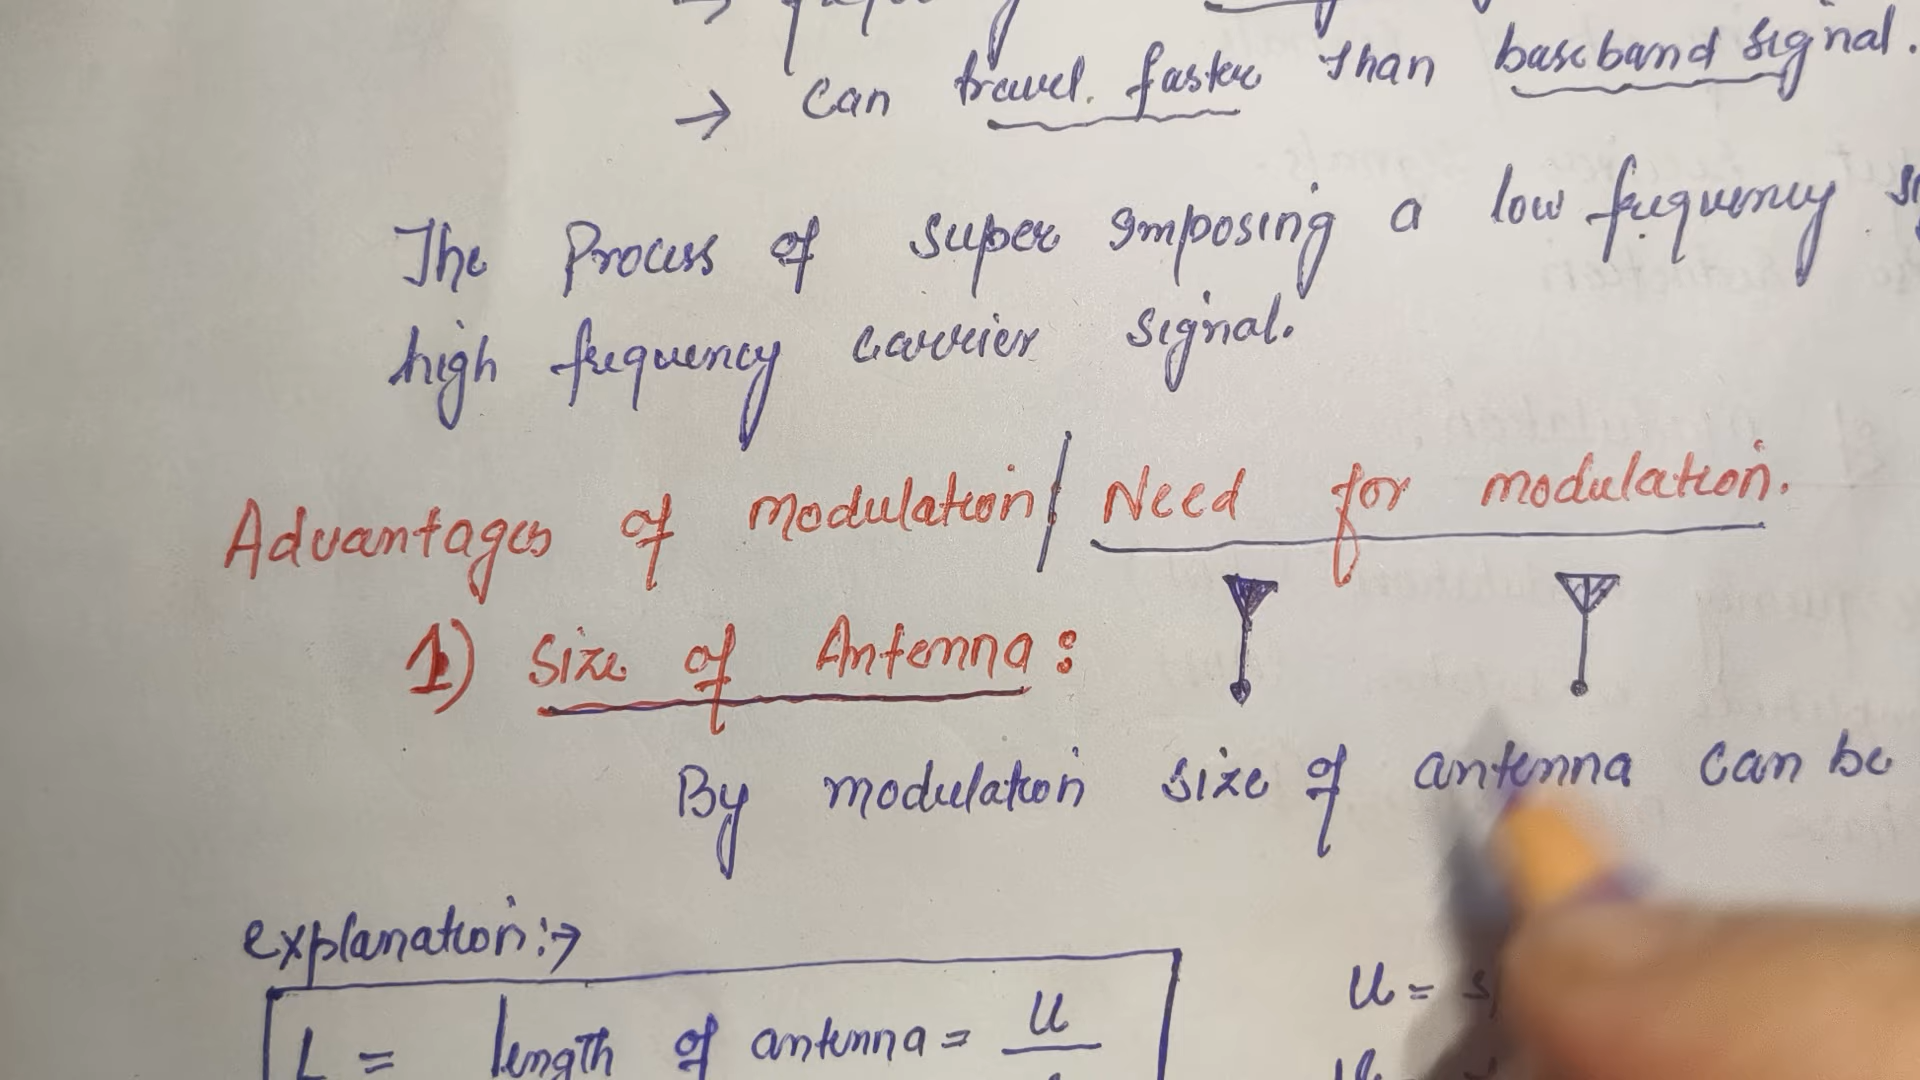 → can travel faster than baseband signal.
The Process of super imposing a low frequency
high frequency carrier signal.
Advantages of modulation/ Need for modulation.
1) Size of Antenna:
By modulation size of antenna can be
explanation:→
L = length of antenna = U
U =